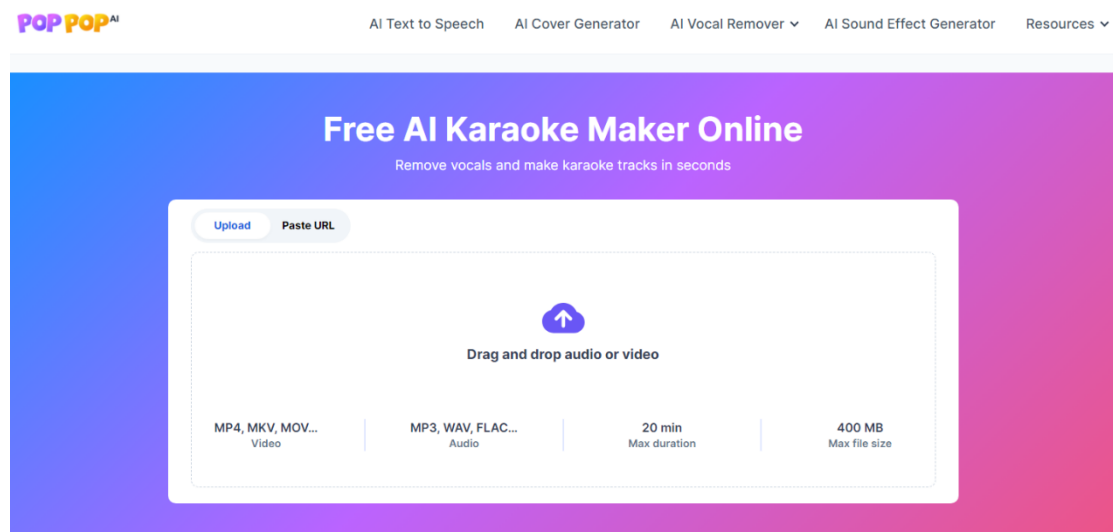 POP POP AI
AI Text to Speech
AI Cover Generator
AI Vocal Remover
AI Sound Effect Generator
Resources
Free AI Karaoke Maker Online
Remove vocals and make karaoke tracks in seconds
Upload
Paste URL
Drag and drop audio or video
MP4, MKV, MOV...
Video
MP3, WAV, FLAC...
Audio
20 min
Max duration
400 MB
Max file size